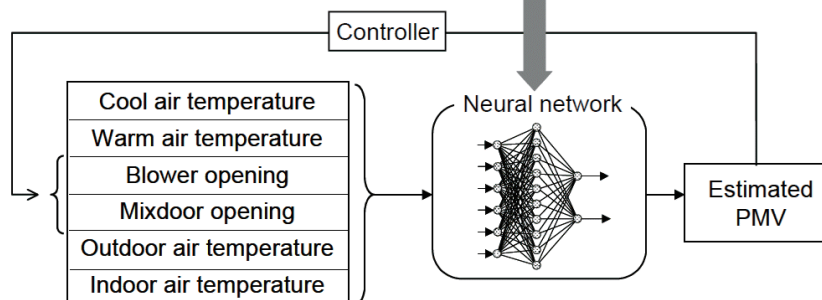 Controller
Cool air temperature
Warm air temperature
Blower opening
Mixdoor opening
Outdoor air temperature
Indoor air temperature
Neural network
Estimated
PMV